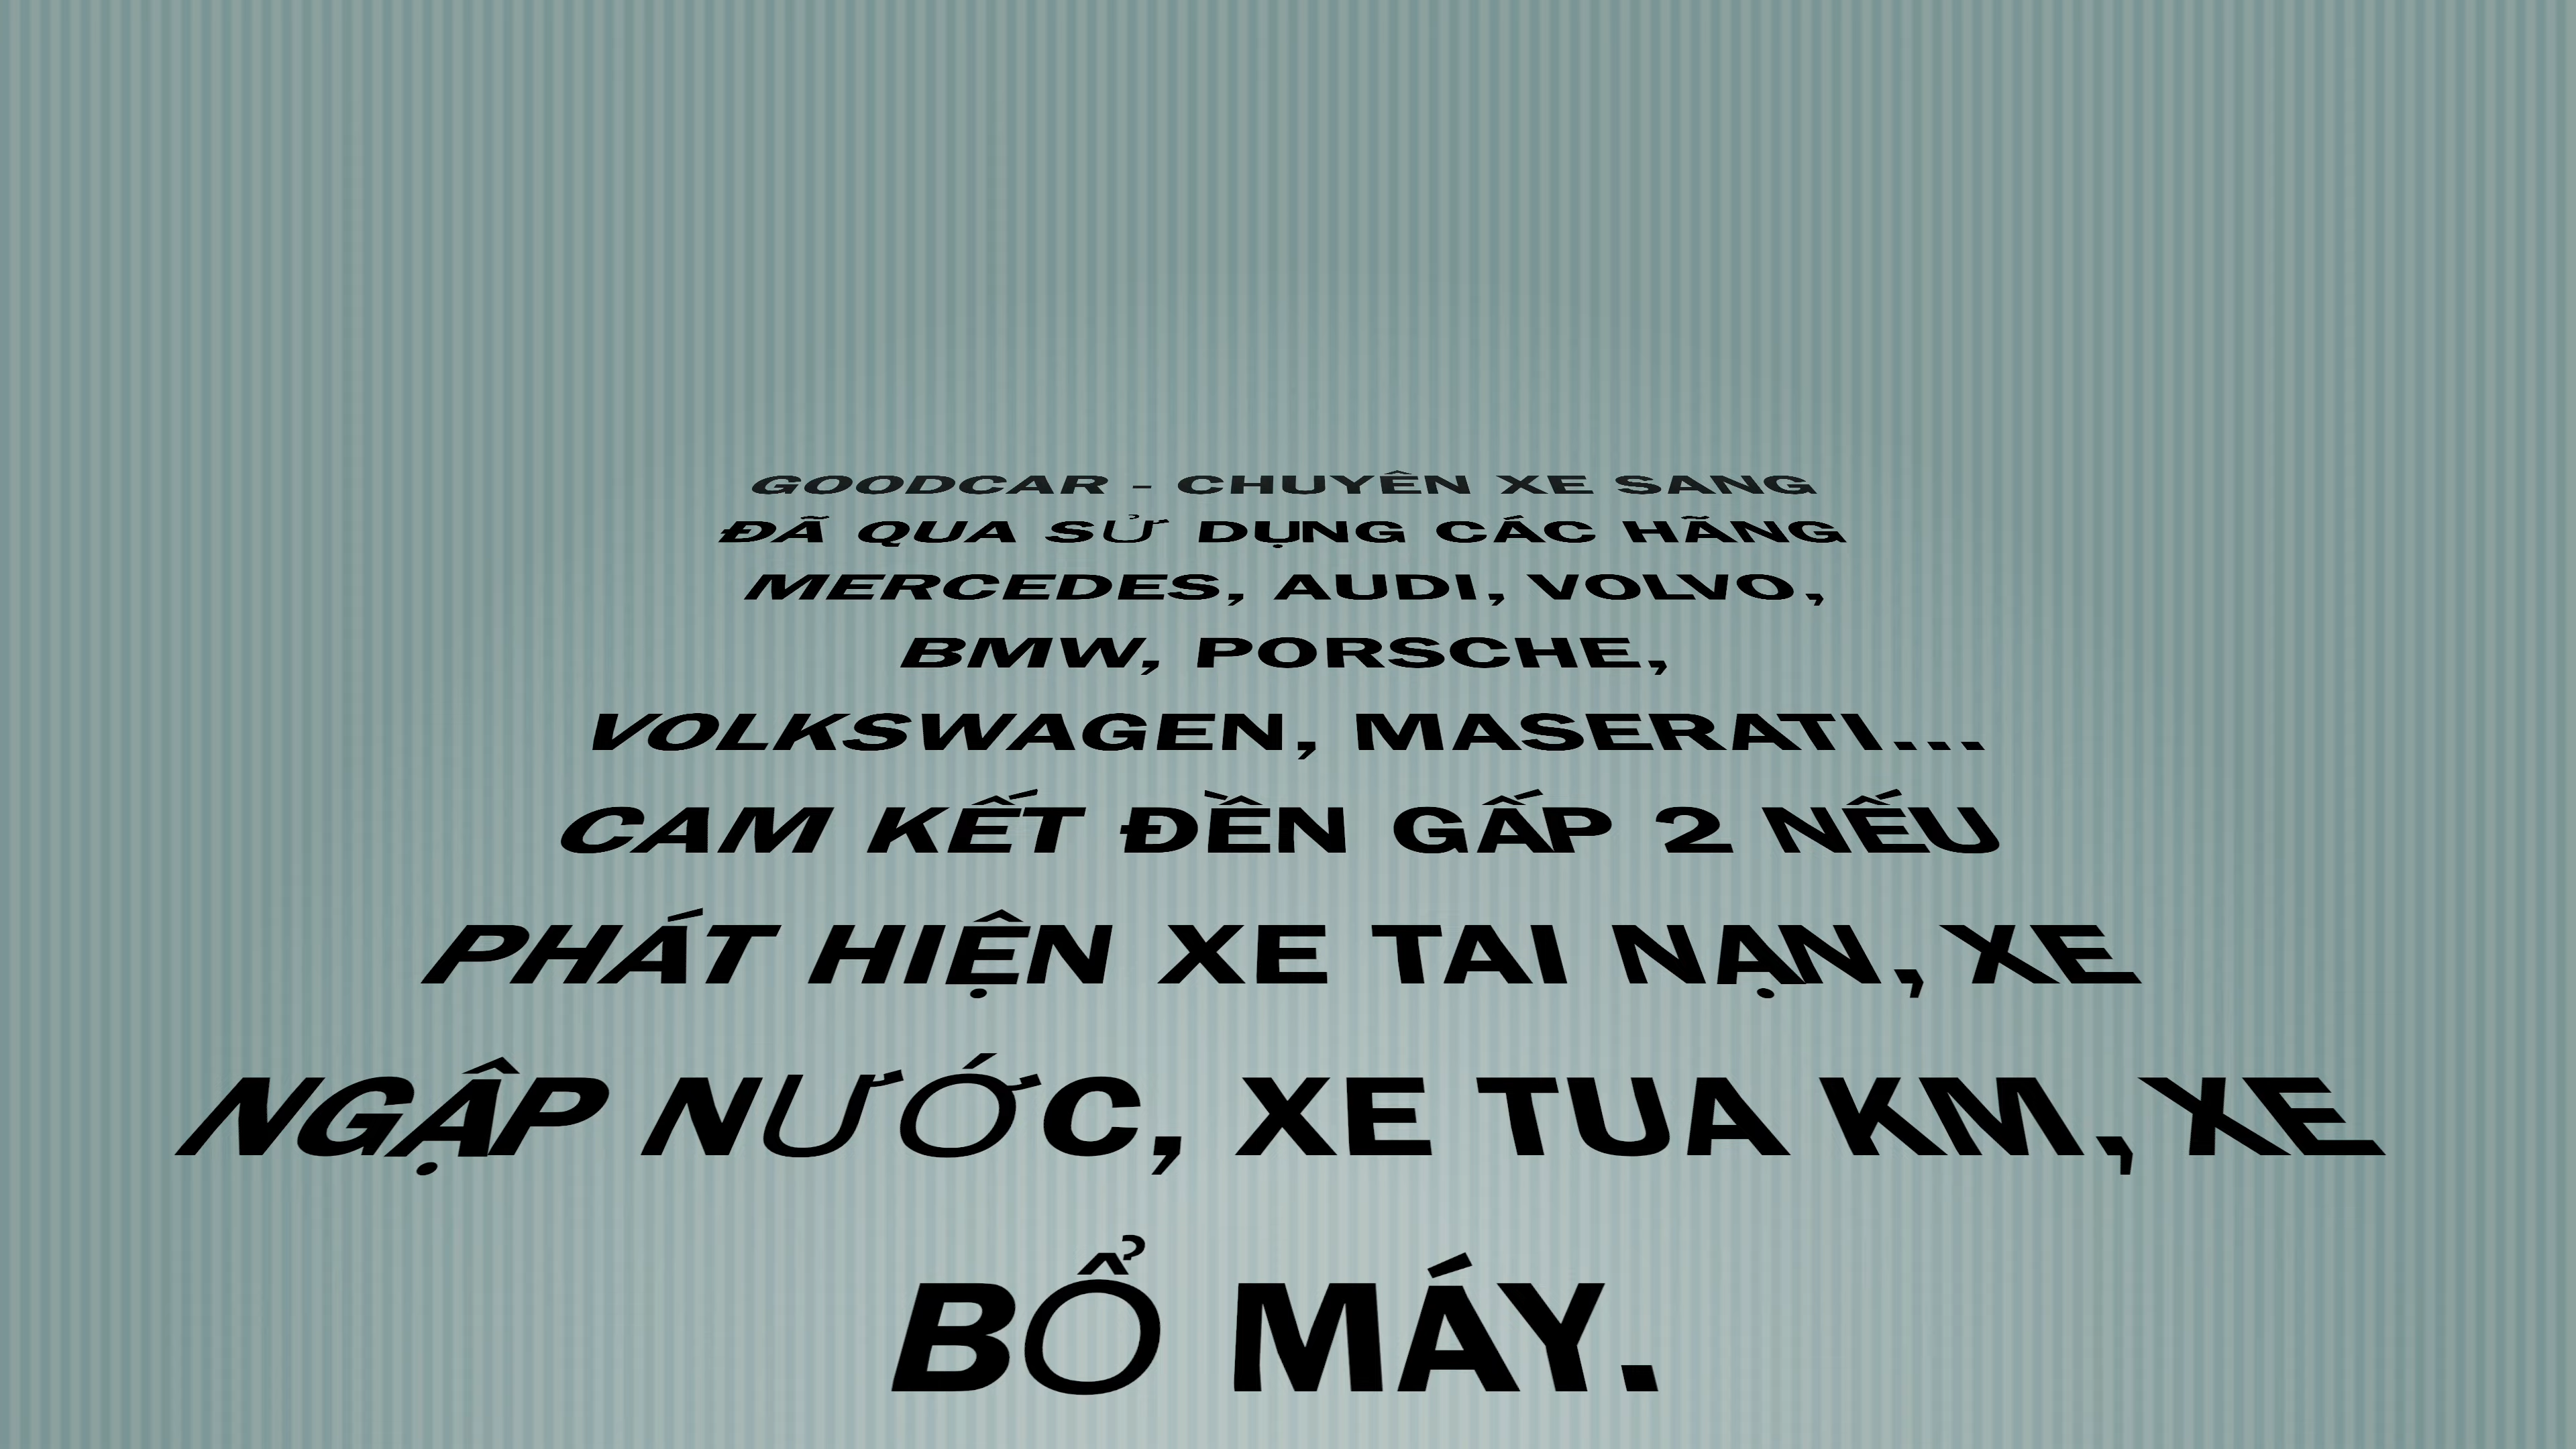 GOODCAR - CHUYÊN XE SANG
ĐÃ QUA SỬ DỤNG CÁC HÃNG
MERCEDES, AUDI, VOLVO,
BMW, PORSCHE,
VOLKSWAGEN, MASERATI...
CAM KẾT ĐỀN GẤP 2 NẾU
PHÁT HIỆN XE TAI NẠN, XE
NGẬP NƯỚC, XE TUA KM, XE
BỔ MÁY.